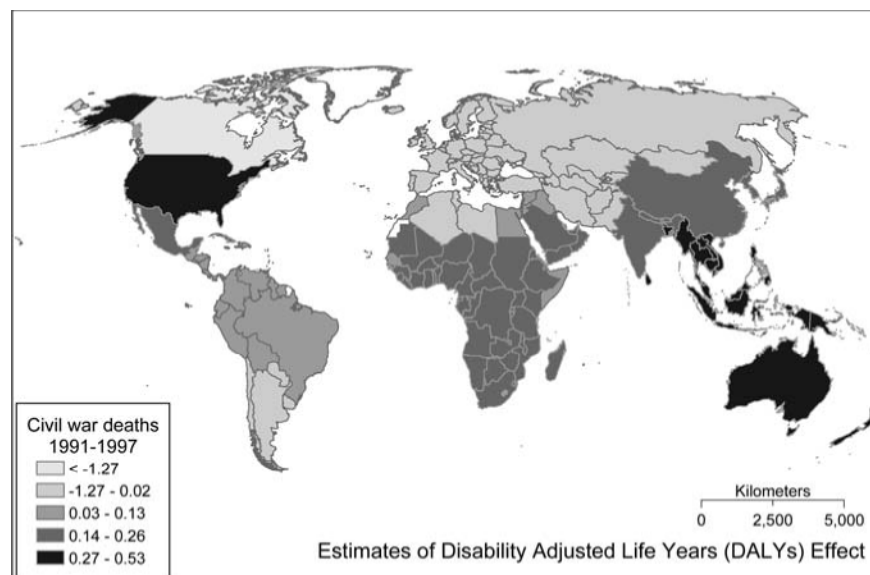 Civil war deaths
1991-1997
< -1.27
-1.27 - 0.02
0.03 - 0.13
0.14 - 0.26
0.27 - 0.53
Kilometers
0 2,500 5,000
Estimates of Disability Adjusted Life Years (DALYs) Effect